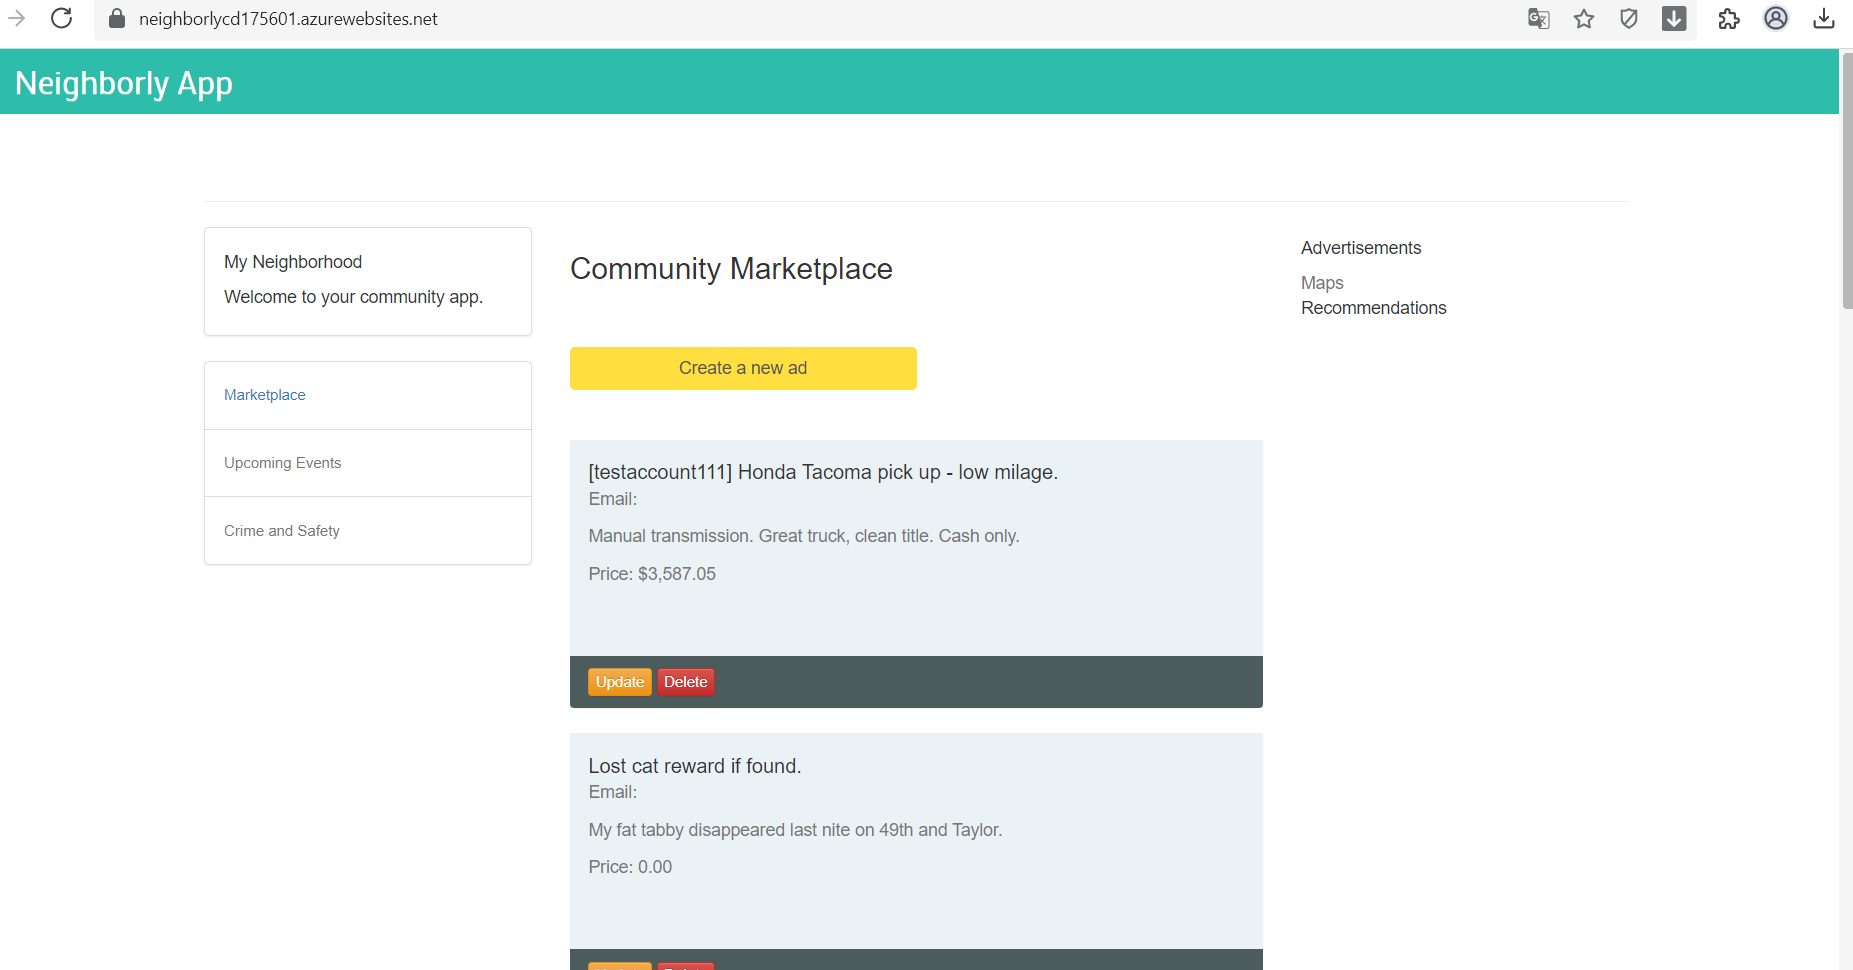 neighborlycd175601.azurewebsites.net
Neighborly App
My Neighborhood
Welcome to your community app.
Marketplace
Upcoming Events
Crime and Safety
Community Marketplace
Create a new ad
[testaccount111] Honda Tacoma pick up - low milage.
Email:
Manual transmission. Great truck, clean title. Cash only.
Price: $3,587.05
Update Delete
Lost cat reward if found.
Email:
My fat tabby disappeared last nite on 49th and Taylor.
Price: 0.00
Advertisements
Maps
Recommendations